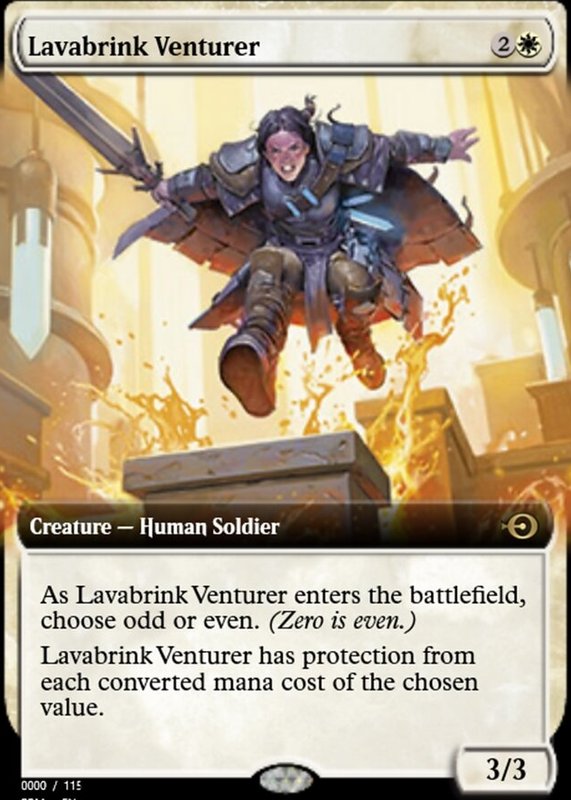 Lavabrink Venturer 2
Creature — Human Soldier
As Lavabrink Venturer enters the battlefield,
choose odd or even. (Zero is even.)
Lavabrink Venturer has protection from
each converted mana cost of the chosen
value.
3/3
0000 / 115